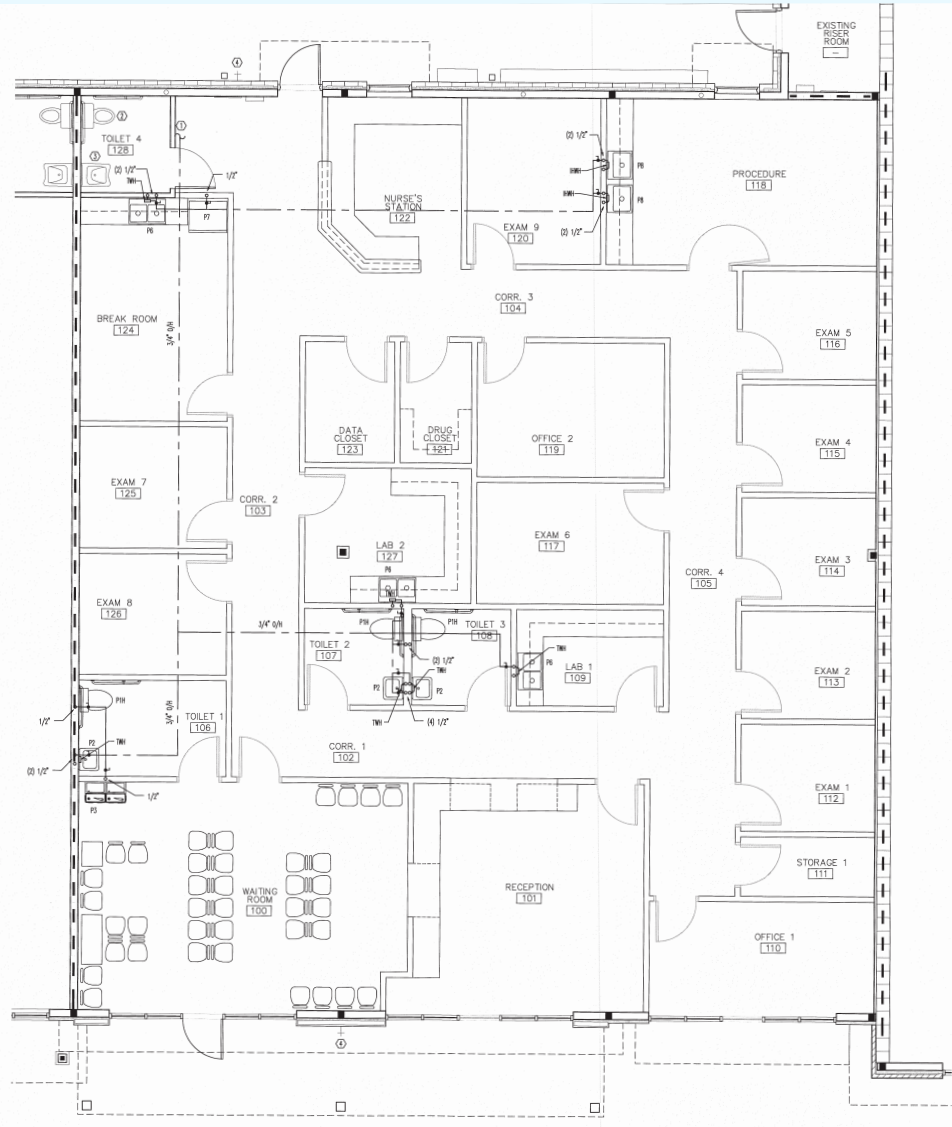 EXISTING
RISER
ROOM
-
4
2
1
3
TOILET 4
128
(2) 1/2"
TWH
1/2"
P6
P7
NURSE'S
STATION
122
EXAM 9
120
(2) 1/2"
IHWH
IHWH
(2) 1/2"
P8
P8
PROCEDURE
118
CORR. 3
104
BREAK ROOM
124
3/4" O/H
EXAM 5
116
DATA
CLOSET
123
DRUG
CLOSET
121
OFFICE 2
119
EXAM 4
115
EXAM 7
125
CORR. 2
103
LAB 2
127
P6
TWH
EXAM 6
117
EXAM 3
114
CORR. 4
105
EXAM 8
126
3/4" O/H
P1H
P1H
TOILET 3
108
TOILET 2
107
(2) 1/2"
TWH
P2
P2
TWH
(4) 1/2"
TWH
P6
LAB 1
109
EXAM 2
113
3/4" O/H
P1H
1/2"
TOILET 1
106
P2
TWH
(2) 1/2"
1/2"
P3
CORR. 1
102
EXAM 1
112
STORAGE 1
111
WAITING
ROOM
100
RECEPTION
101
OFFICE 1
110
4